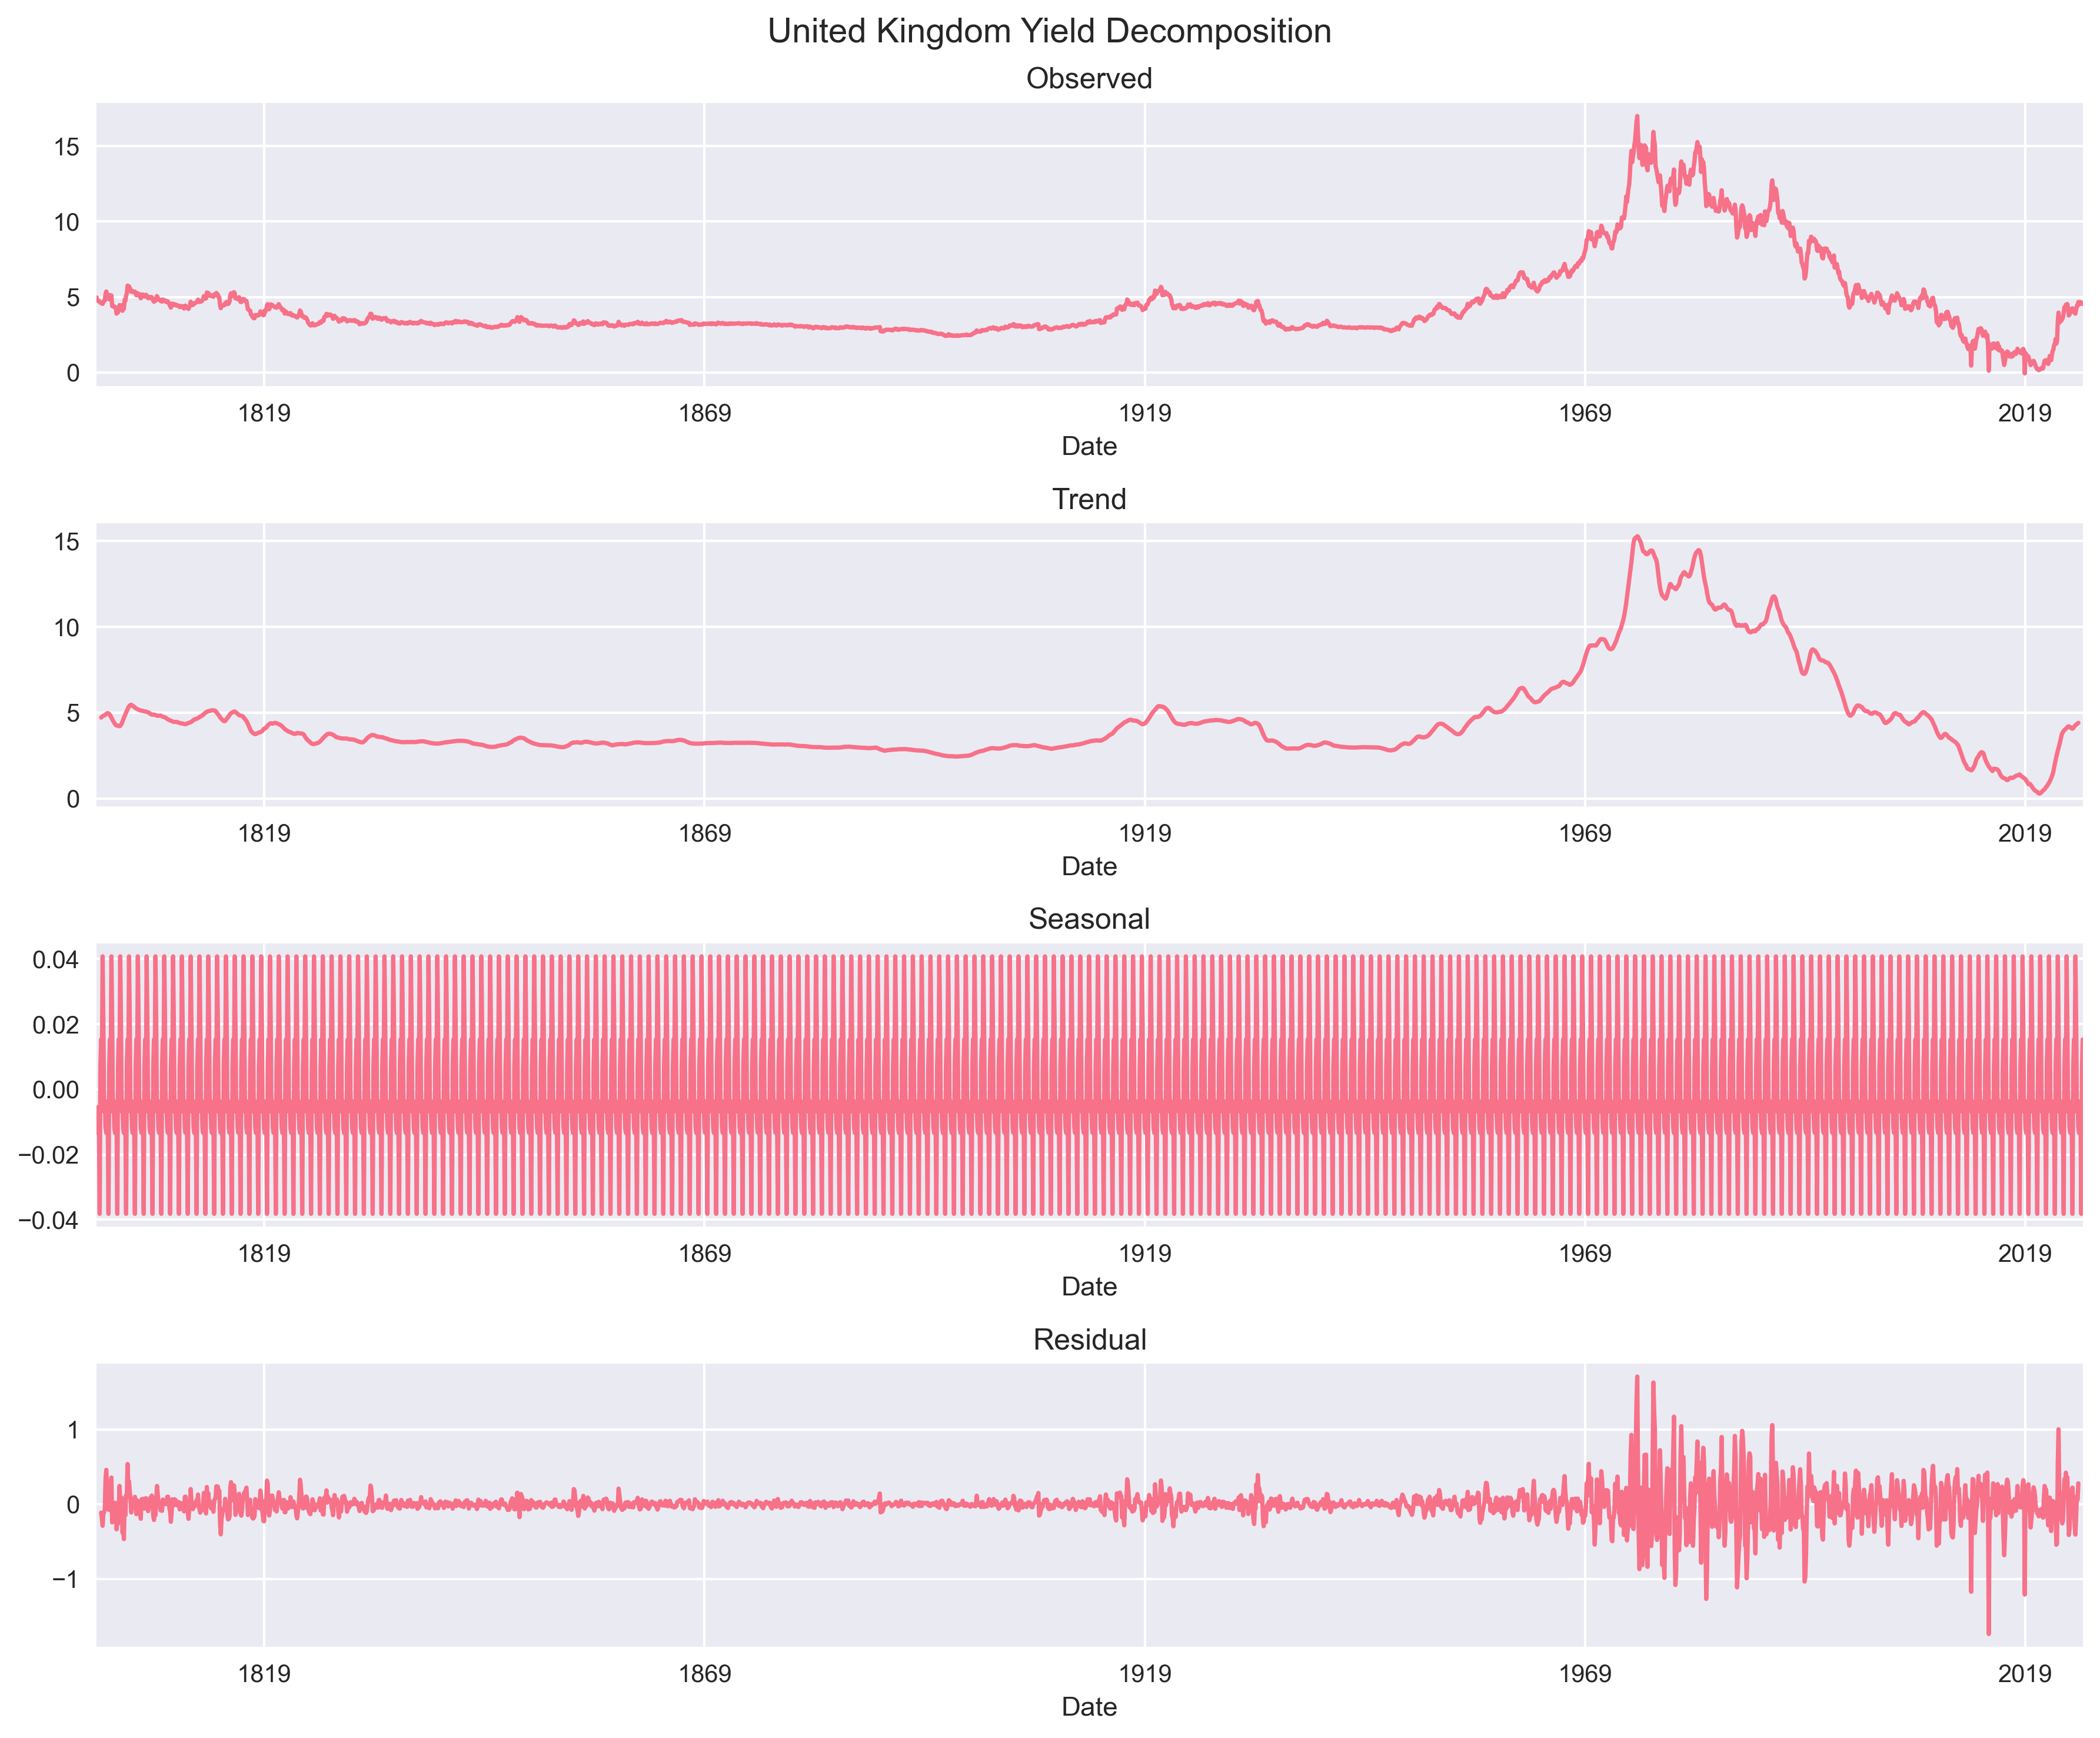 United Kingdom Yield Decomposition
Observed
15
10
5
0
1819 1869 1919 1969 2019
Date
Trend
15
10
5
0
1819 1869 1919 1969 2019
Date
Seasonal
0.04
0.02
0.00
−0.02
−0.04
1819 1869 1919 1969 2019
Date
Residual
1
0
−1
1819 1869 1919 1969 2019
Date